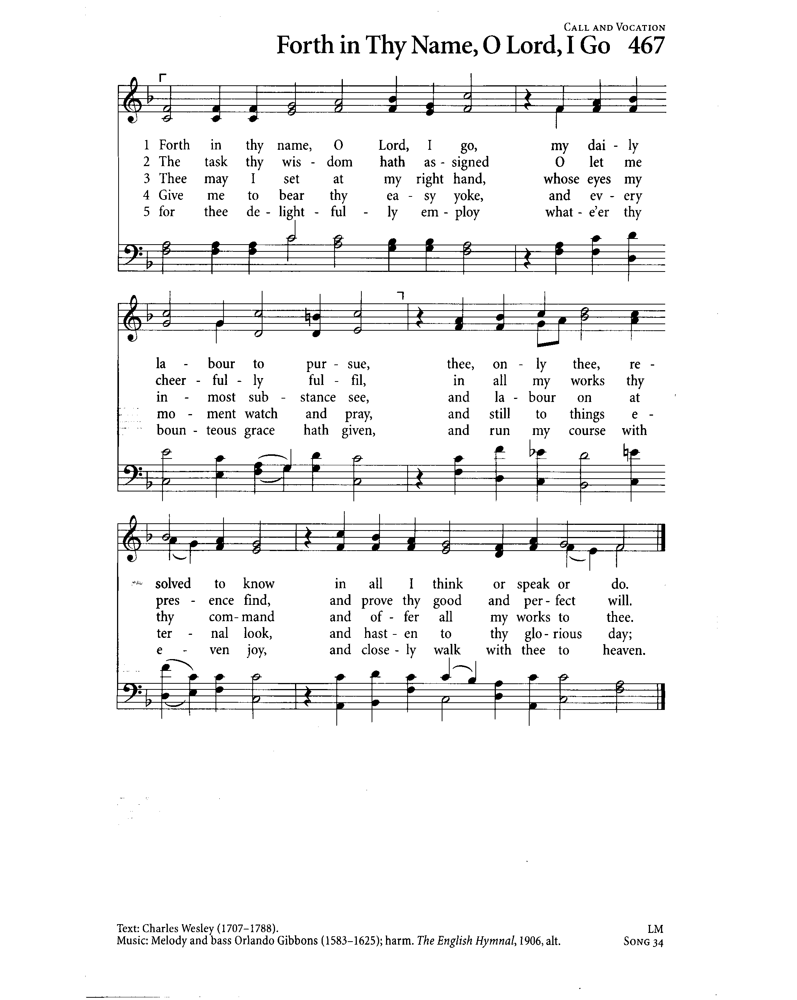 CALL AND VOCATION
Forth in Thy Name, O Lord, I Go 467
1 Forth in thy name, O Lord, I go, my dai - ly
2 The task thy wis - dom hath as - signed O let me
3 Thee may I set at my right hand, whose eyes my
4 Give me to bear thy ea - sy yoke, and ev - ery
5 for thee de - light - ful - ly em - ploy what - e'er thy
la - bour to pur - sue, thee, on - ly thee, re -
cheer - ful - ly ful - fil, in all my works thy
in - most sub - stance see, and la - bour on at
mo - ment watch and pray, and still to things e -
boun - teous grace hath given, and run my course with
solved to know in all I think or speak or do.
pres - ence find, and prove thy good and per - fect will.
thy com - mand and of - fer all my works to thee.
ter - nal look, and hast - en to thy glo - rious day;
e - ven joy, and close - ly walk with thee to heaven.
Text: Charles Wesley (1707–1788). LM
Music: Melody and bass Orlando Gibbons (1583–1625); harm. The English Hymnal, 1906, alt. SONG 34